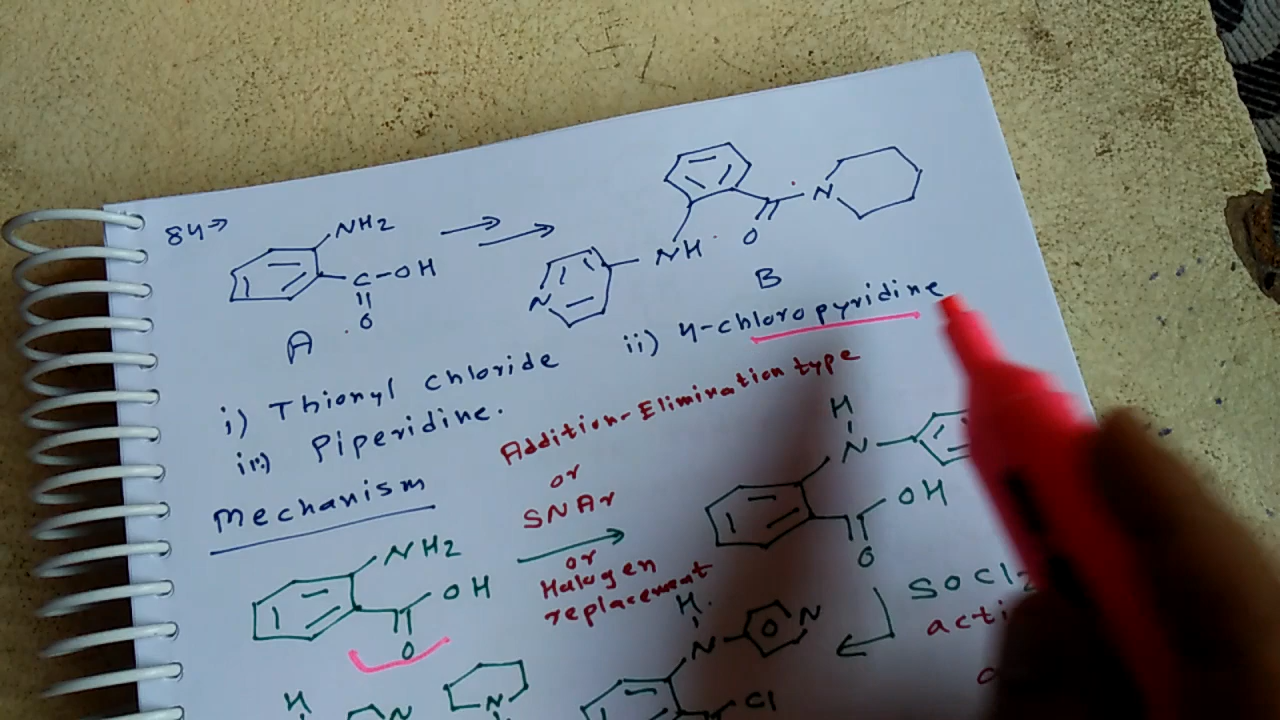 84→
NH2
C-OH
O
A
N
NH
O
N
B
i) Thionyl chloride ii) 4-chloropyridine
iii) Piperidine.
Mechanism
Addition-Elimination type
or
SNAr
or
Halogen
replacement
NH2
OH
O
H
N
OH
O
SOCl2
H
N
N
Cl
H
N
N